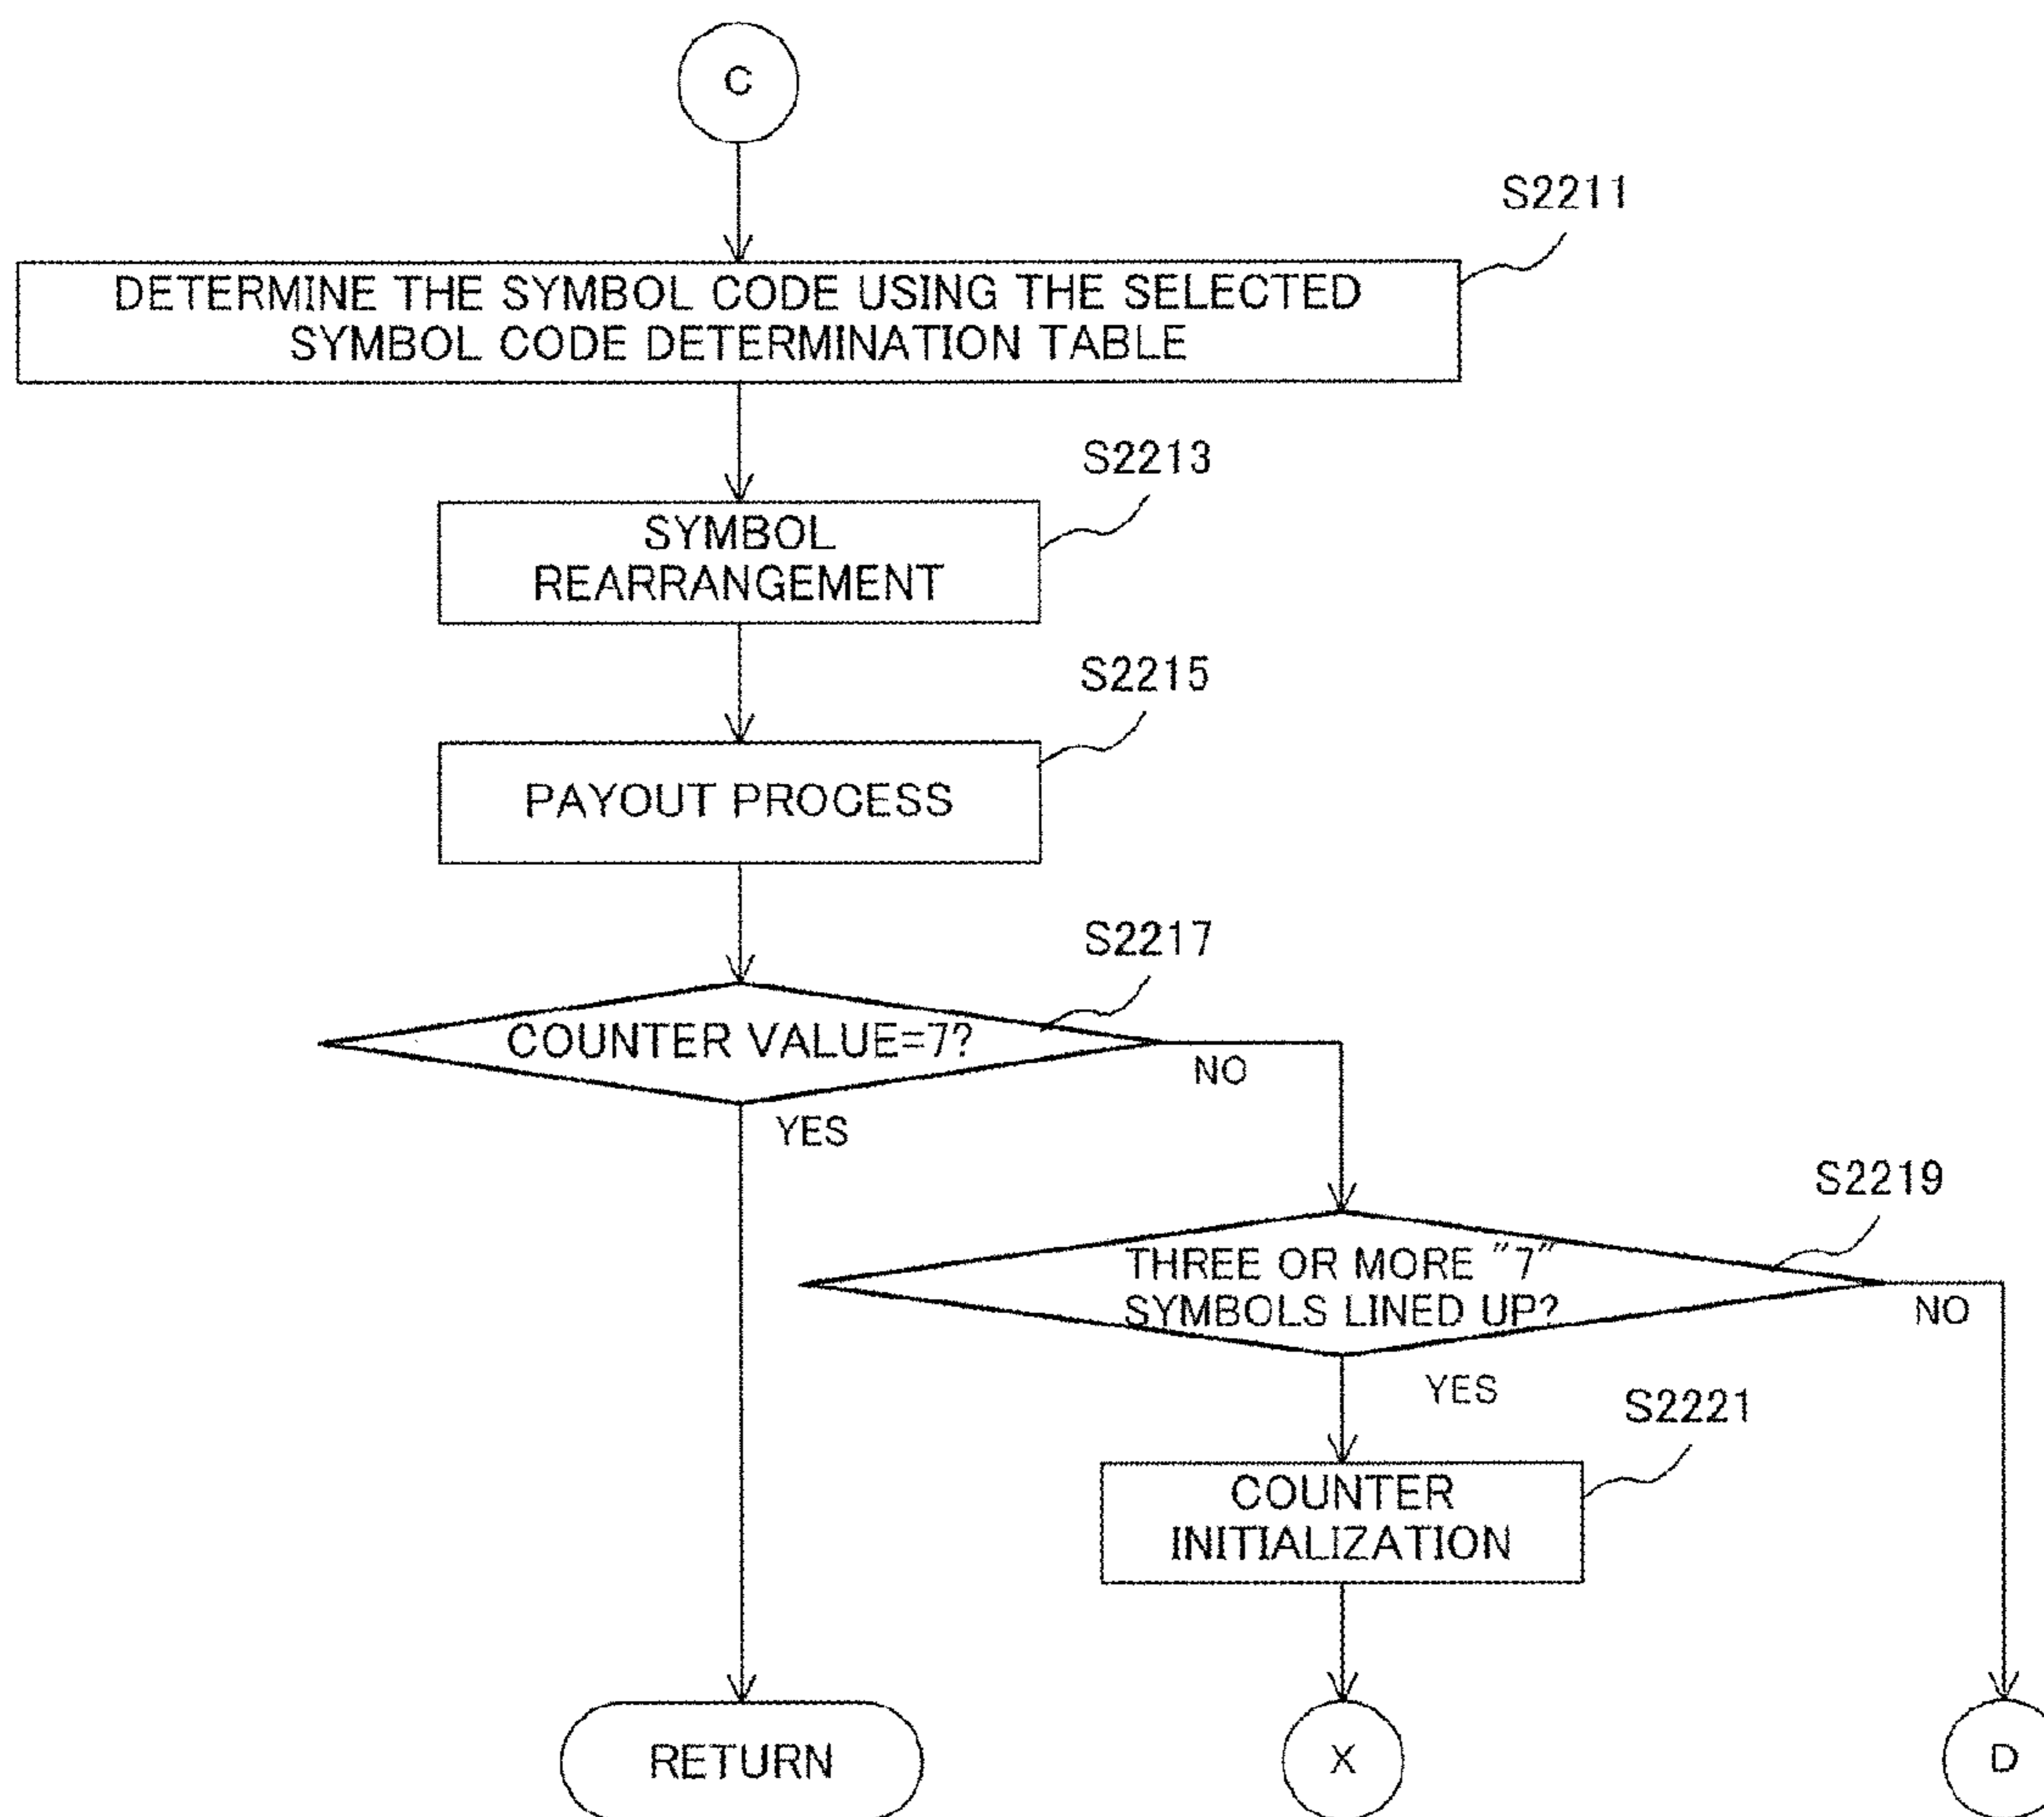 C
S2211
DETERMINE THE SYMBOL CODE USING THE SELECTED
SYMBOL CODE DETERMINATION TABLE
S2213
SYMBOL
REARRANGEMENT
S2215
PAYOUT PROCESS
S2217
COUNTER VALUE=7?
NO
YES
S2219
THREE OR MORE "7"
SYMBOLS LINED UP?
NO
YES
S2221
COUNTER
INITIALIZATION
RETURN
X
D